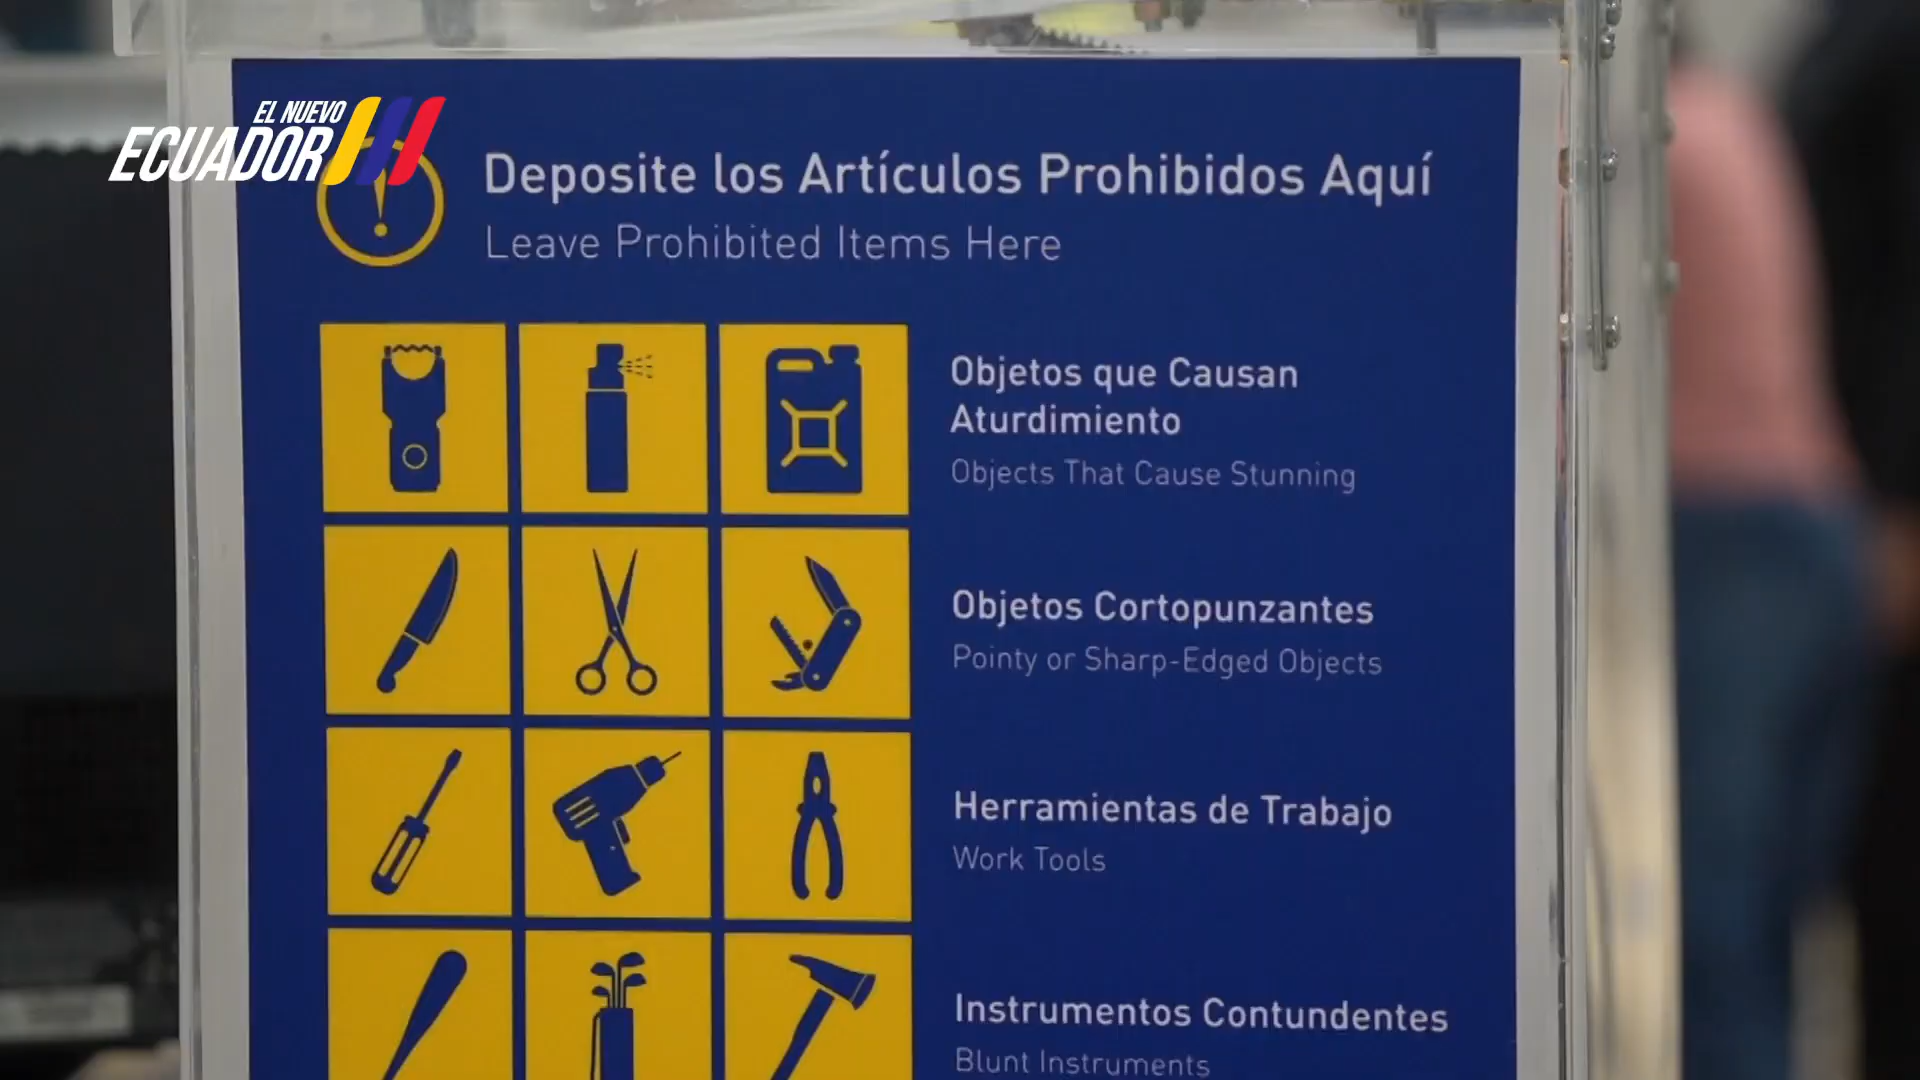 EL NUEVO
ECUADOR
Deposite los Artículos Prohibidos Aquí
Leave Prohibited Items Here
Objetos que Causan
Aturdimiento
Objects That Cause Stunning
Objetos Cortopunzantes
Pointy or Sharp-Edged Objects
Herramientas de Trabajo
Work Tools
Instrumentos Contundentes
Blunt Instruments